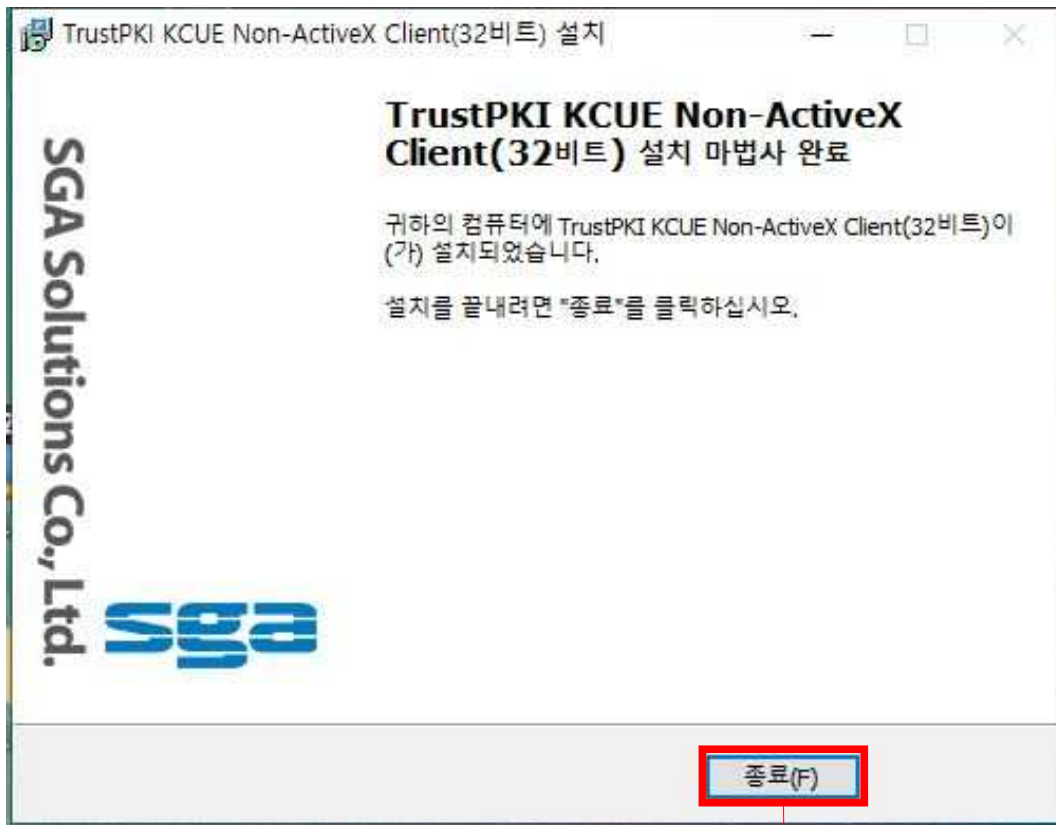 TrustPKI KCUE Non-ActiveX Client(32비트) 설치
TrustPKI KCUE Non-ActiveX
Client(32비트) 설치 마법사 완료
귀하의 컴퓨터에 TrustPKI KCUE Non-ActiveX Client(32비트)이
(가) 설치되었습니다.
설치를 끝내려면 "종료"를 클릭하십시오.
SGA Solutions Co., Ltd.
sga
종료(F)